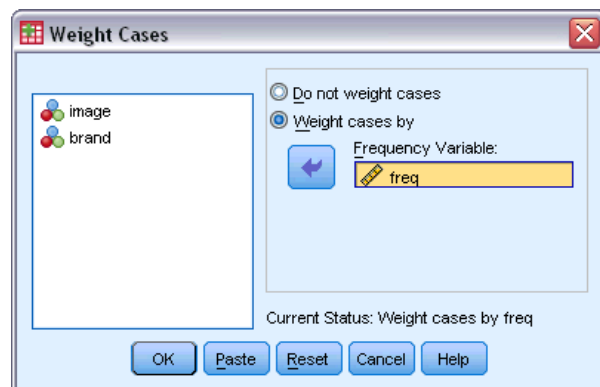 Weight Cases
image
brand
Do not weight cases
Weight cases by
Frequency Variable:
freq
Current Status: Weight cases by freq
OK
Paste
Reset
Cancel
Help